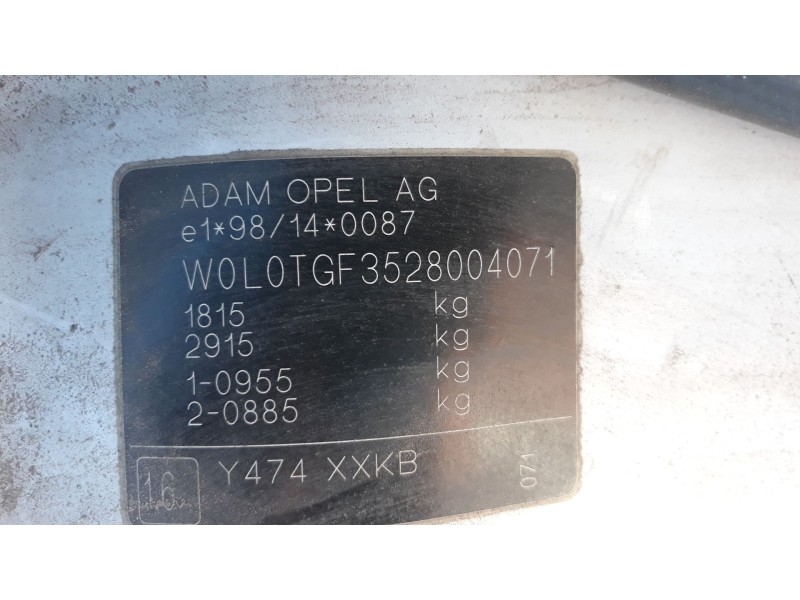 ADAM OPEL AG
e1*98/14*0087
W0L0TGF3528004071
1815 kg
2915 kg
1-0955 kg
2-0885 kg
16 Y474 XXKB 071